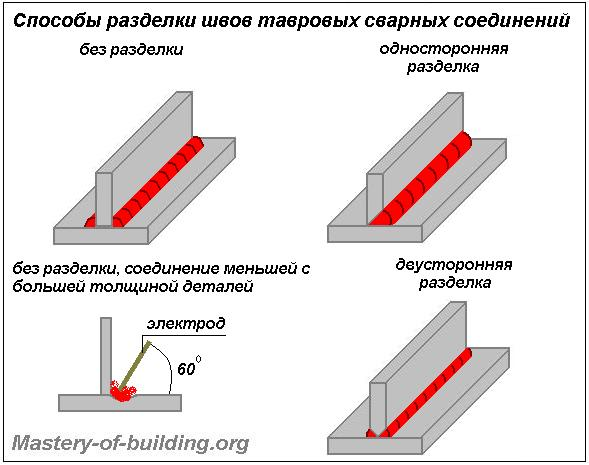 Способы разделки швов тавровых сварных соединений
без разделки
односторонняя
разделка
без разделки, соединение меньшей с
большей толщиной деталей
электрод
60⁰
двусторонняя
разделка
Mastery-of-building.org